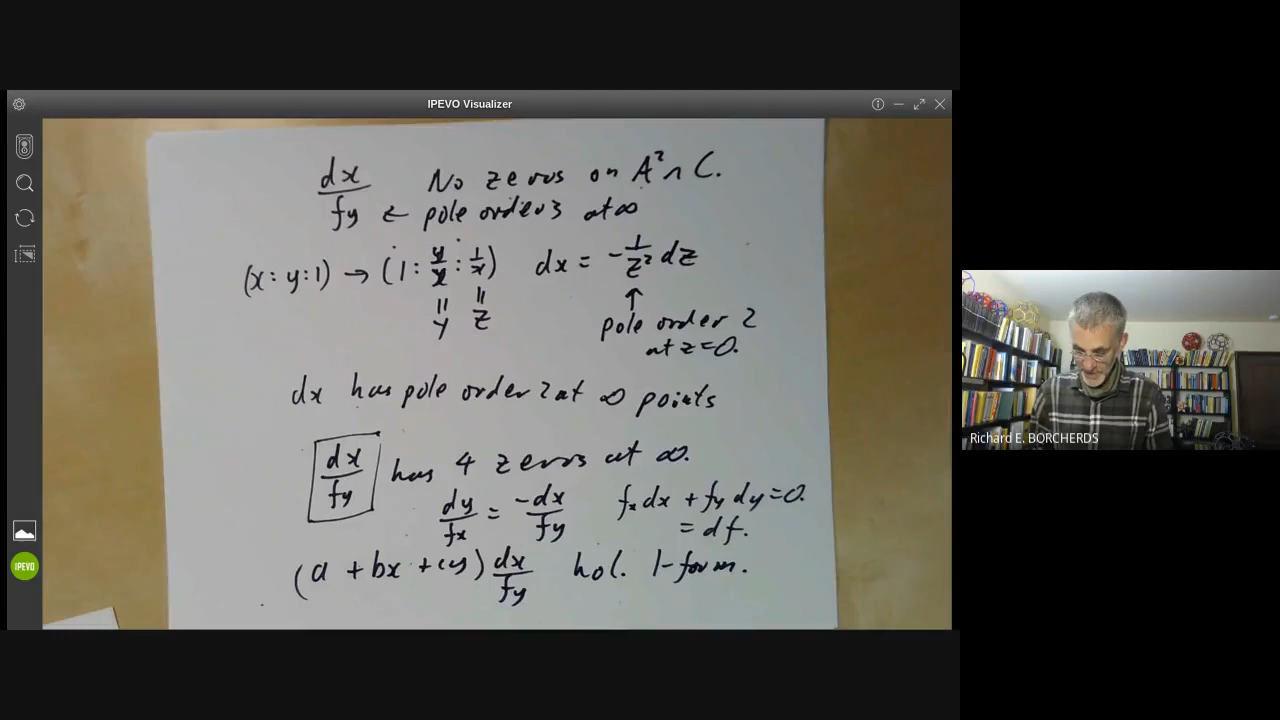 IPEVO Visualizer
dx/fy No zeros on A² ∩ C.
← pole order 3 at ∞
(x : y : 1) → (1 : y/x : 1/x) dx = -1/z² dz
= =
y z
↑
pole order 2
at z=0.
dx has pole order 2 at ∞ points
dx/fy has 4 zeros at ∞.
dy/fx = -dx/fy fx dx + fy dy = 0.
= df.
(a + bx + cy) dx/fy hol. 1-form.
IPEVO
Richard E. BORCHERDS